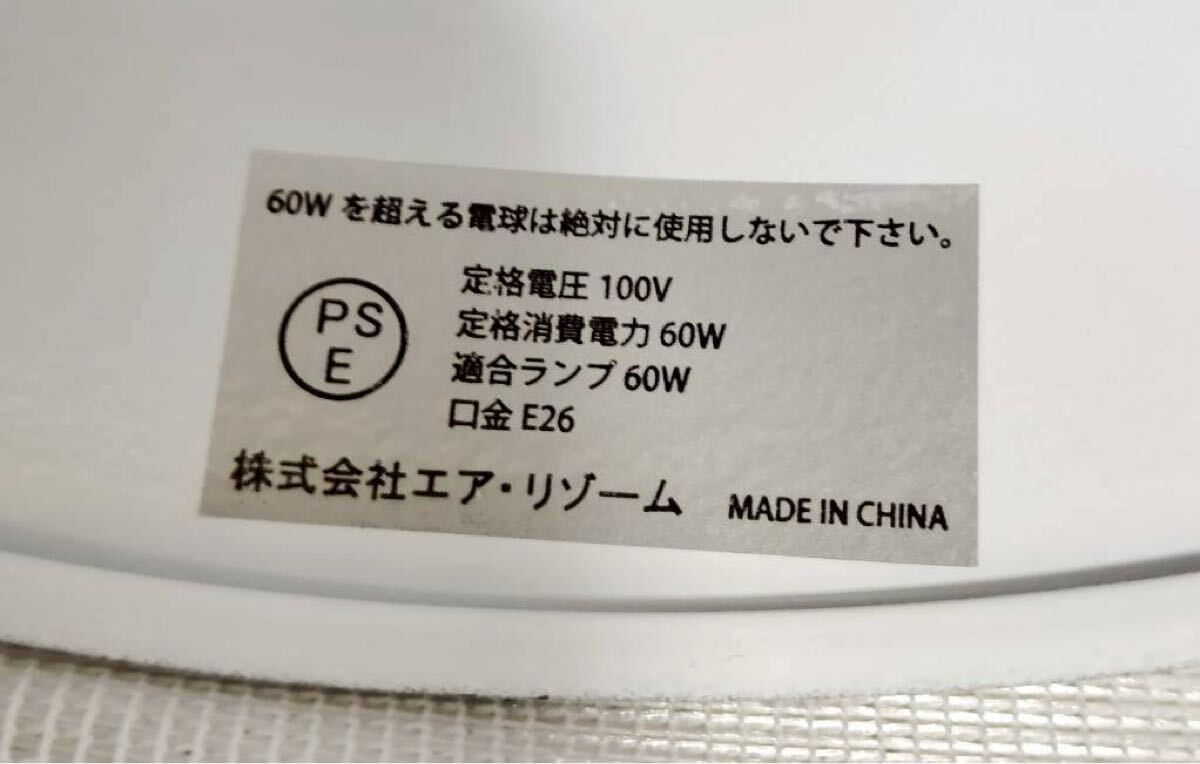 60W を超える電球は絶対に使用しないで下さい。
PS
E
定格電圧 100V
定格消費電力 60W
適合ランプ 60W
口金 E26
株式会社エア・リゾーム MADE IN CHINA